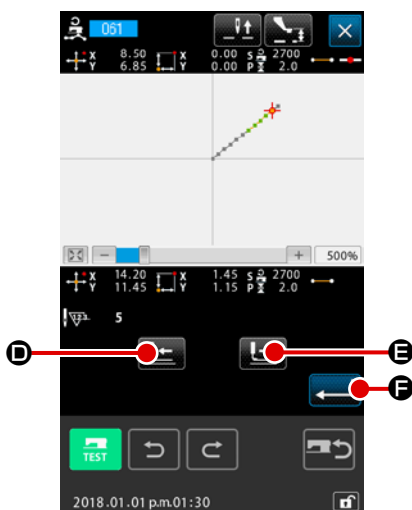 061
X 8.50 X 0.00 S 2700
Y 6.85 Y 0.00 P 2.0
− + 500%
X 14.20 X 1.45 S 2700
Y 11.45 Y 1.15 P 2.0
123 5
D E
F
TEST
2018.01.01 p.m.01:30